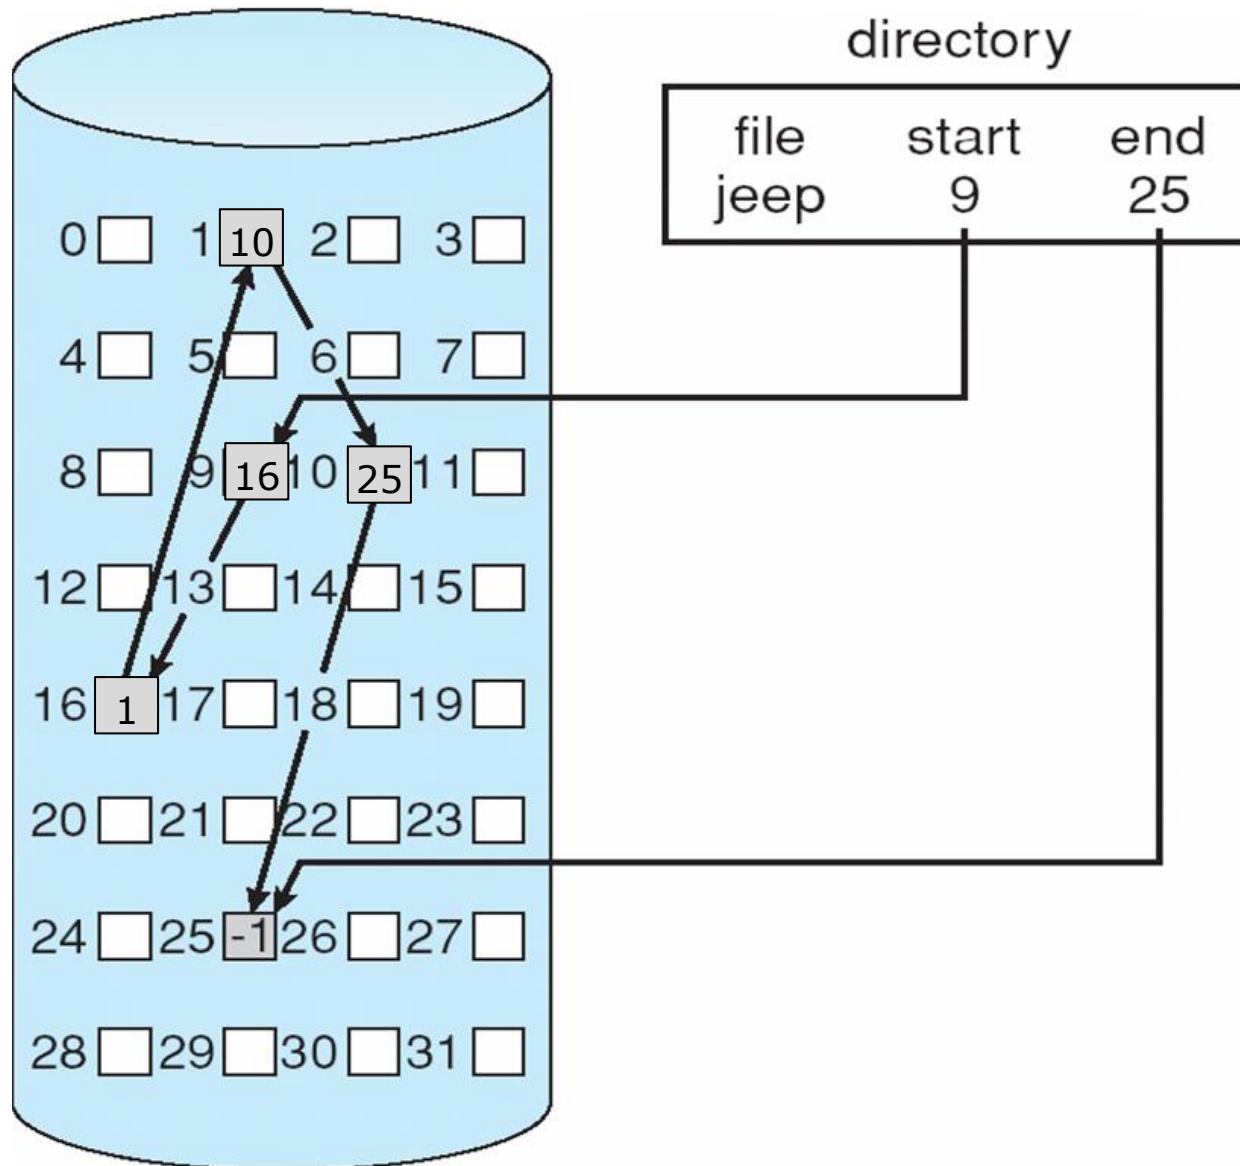 directory
file start end
jeep 9 25
0 1 10 2 3
4 5 6 7
8 9 16 10 25 11
12 13 14 15
16 1 17 18 19
20 21 22 23
24 25 -1 26 27
28 29 30 31